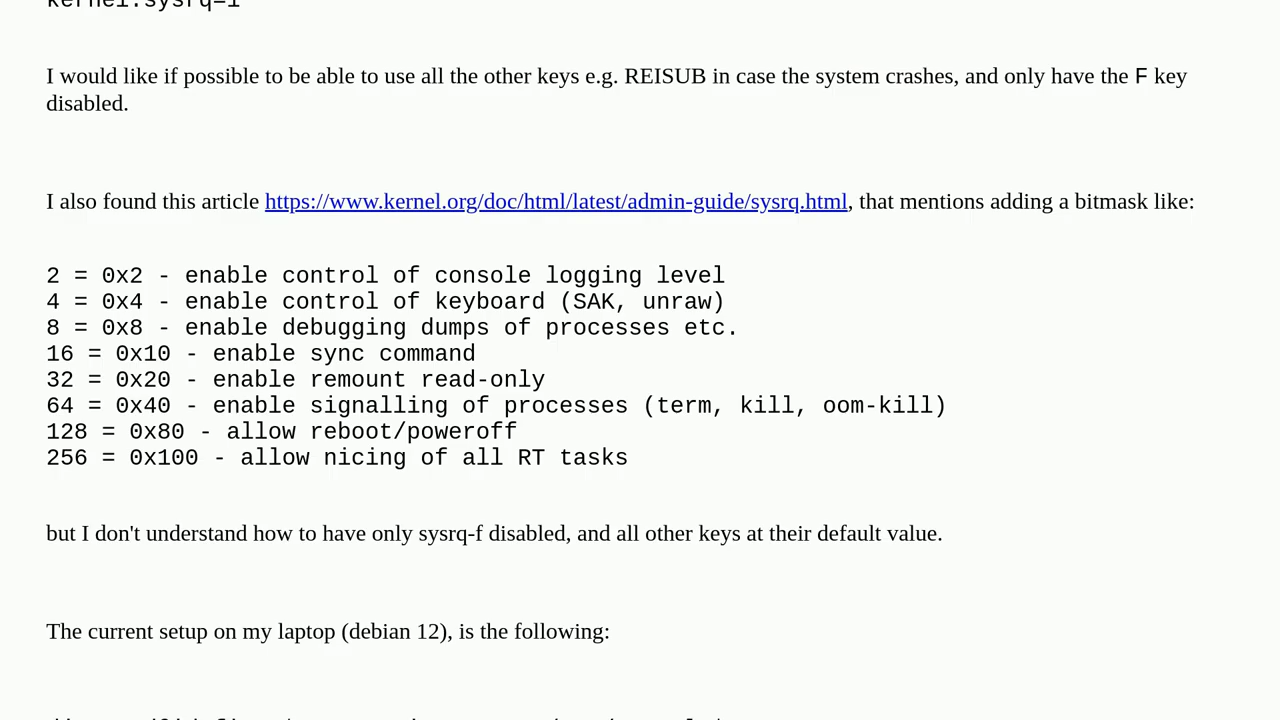 kernel.sysrq=1
I would like if possible to be able to use all the other keys e.g. REISUB in case the system crashes, and only have the F key
disabled.
I also found this article https://www.kernel.org/doc/html/latest/admin-guide/sysrq.html, that mentions adding a bitmask like:
2 = 0x2 - enable control of console logging level
4 = 0x4 - enable control of keyboard (SAK, unraw)
8 = 0x8 - enable debugging dumps of processes etc.
16 = 0x10 - enable sync command
32 = 0x20 - enable remount read-only
64 = 0x40 - enable signalling of processes (term, kill, oom-kill)
128 = 0x80 - allow reboot/poweroff
256 = 0x100 - allow nicing of all RT tasks
but I don't understand how to have only sysrq-f disabled, and all other keys at their default value.
The current setup on my laptop (debian 12), is the following: